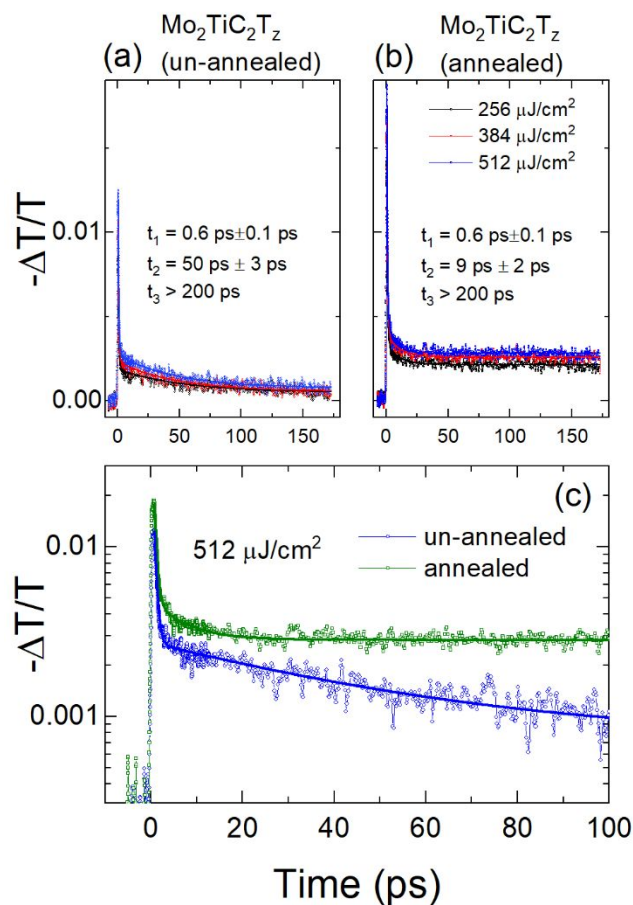 Mo₂TiC₂T_z
(a) (un-annealed)
Mo₂TiC₂T_z
(b) (annealed)
256 μJ/cm²
384 μJ/cm²
512 μJ/cm²
-ΔT/T
0.01
0.00
t₁ = 0.6 ps±0.1 ps
t₂ = 50 ps ± 3 ps
t₃ > 200 ps
t₁ = 0.6 ps±0.1 ps
t₂ = 9 ps ± 2 ps
t₃ > 200 ps
0 50 100 150
0 50 100 150
(c)
512 μJ/cm²
un-annealed
annealed
-ΔT/T
0.01
0.001
0 20 40 60 80 100
Time (ps)